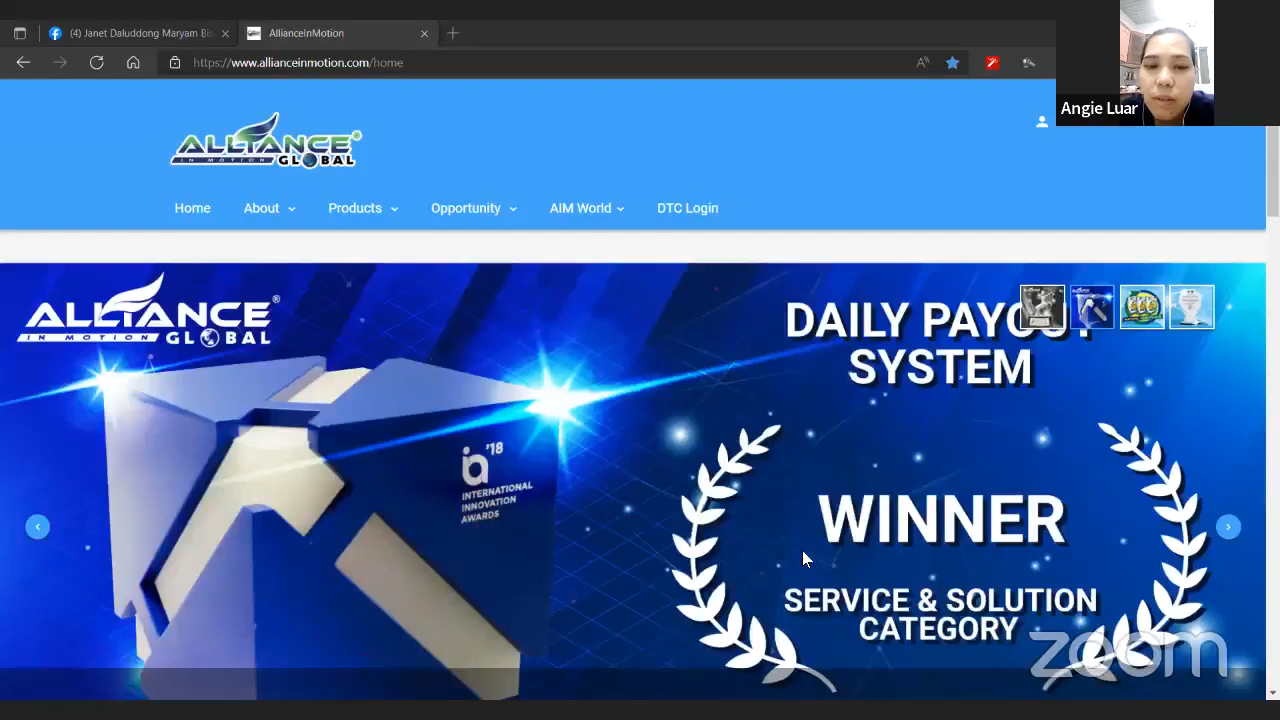 (4) Janet Daluddong Maryam Bis
AllianceInMotion
https://www.allianceinmotion.com/home
Angie Luar
ALLIANCE
IN MOTION GLOBAL
Home
About
Products
Opportunity
AIM World
DTC Login
ALLIANCE
IN MOTION GLOBAL
DAILY PAYOUT
SYSTEM
ia '18
INTERNATIONAL
INNOVATION
AWARDS
WINNER
SERVICE & SOLUTION
CATEGORY
zoom